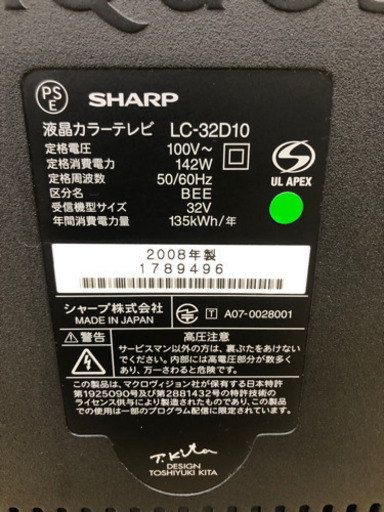 PS
E
SHARP
液晶カラーテレビ LC-32D10
定格電圧 100V~
定格消費電力 142W
定格周波数 50/60Hz
区分名 BEE
受信機型サイズ 32V
年間消費電力量 135kWh/年
S
UL APEX
2008年製
1789496
シャープ株式会社
MADE IN JAPAN
T A07-0028001
警告 高圧注意
サービスマン以外の方は、裏ぶたをあけない
でください。内部には高電圧部分が数多く
あり、万一さわると危険です。
この製品は、マクロヴィジョン社が保有する日本特許
第1925090号及び第2881432号の特許技術の
ライセンス供与により製造されたものであって、この製品
の使用は一部のプログラム配信に限定されています。
T. Kita
DESIGN
TOSHIYUKI KITA